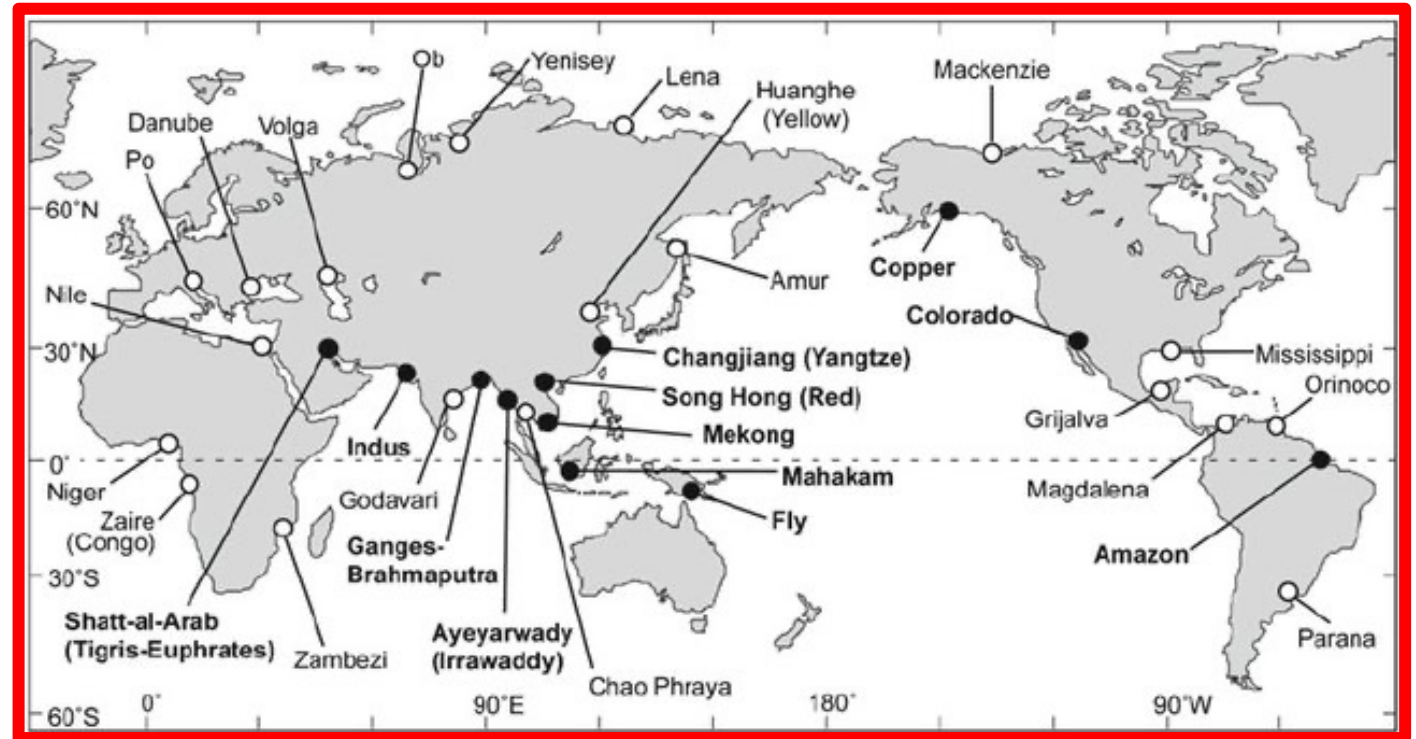 b
Yenisey
Lena
Mackenzie
Huanghe
(Yellow)
Danube
Volga
Po
60°N
Copper
Amur
Nile
Colorado
30°N
Changjiang (Yangtze)
Mississippi
Song Hong (Red)
Orinoco
Grijalva
Mekong
Indus
0°
Mahakam
Niger
Godavari
Magdalena
Zaire
(Congo)
Fly
Ganges-
Brahmaputra
Amazon
30°S
Shatt-al-Arab
(Tigris-Euphrates)
Ayeyarwady
(Irrawaddy)
Zambezi
Parana
Chao Phraya
0°
90°E
180°
90°W
60°S